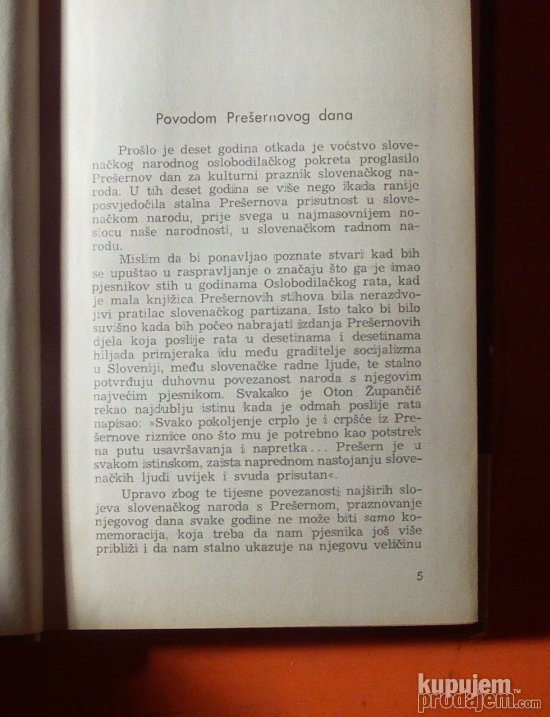 Povodom Prešernovog dana
Prošlo je deset godina otkada je voćstvo slove-
načkog narodnog oslobodilačkog pokreta proglasilo
Prešernov dan za kulturni praznik slovenačkog na-
roda. U tih deset godina se više nego ikada ranije
posvjedočila stalna Prešernova prisutnost u slove-
načkom narodu, prije svega u najmasovnijem no-
siocu naše narodnosti, u slovenačkom radnom na-
rodu.
Mislim da bi ponavljao poznate stvari kad bih
se upuštao u raspravljanje o značaju što ga je imao
pjesnikov stih u godinama Oslobodilačkog rata, kad
je mala knjižica Prešernovih stihova bila nerazdvo-
jivi pratilac slovenačkog partizana. Isto tako bi bilo
suvišno kada bih počeo nabrajati izdanja Prešernovih
djela koja poslije rata u desetinama i desetinama
hiljada primjeraka idu među graditelje socijalizma
u Sloveniji, među slovenačke radne ljude, te stalno
potvrđuju duhovnu povezanost naroda s njegovim
najvećim pjesnikom. Svakako je Oton Župančič
rekao najdublju istinu kada je odmah poslije rata
napisao: »Svako pokoljenje crplo je i crpšće iz Pre-
šernove riznice ono što mu je potrebno kao potstrek
na putu usavršavanja i napretka... Prešern je u
svakom istinskom, zaista naprednom nastojanju slove-
načkih ljudi uvijek i svuda prisutan«.
Upravo zbog te tijesne povezanosti najširih slo-
jeva slovenačkog naroda s Prešernom, praznovanje
njegovog dana svake godine ne može biti samo ko-
memoracija, koja treba da nam pjesnika još više
približi i da nam stalno ukazuje na njegovu veličinu
5
kupujem™
prodajem.com